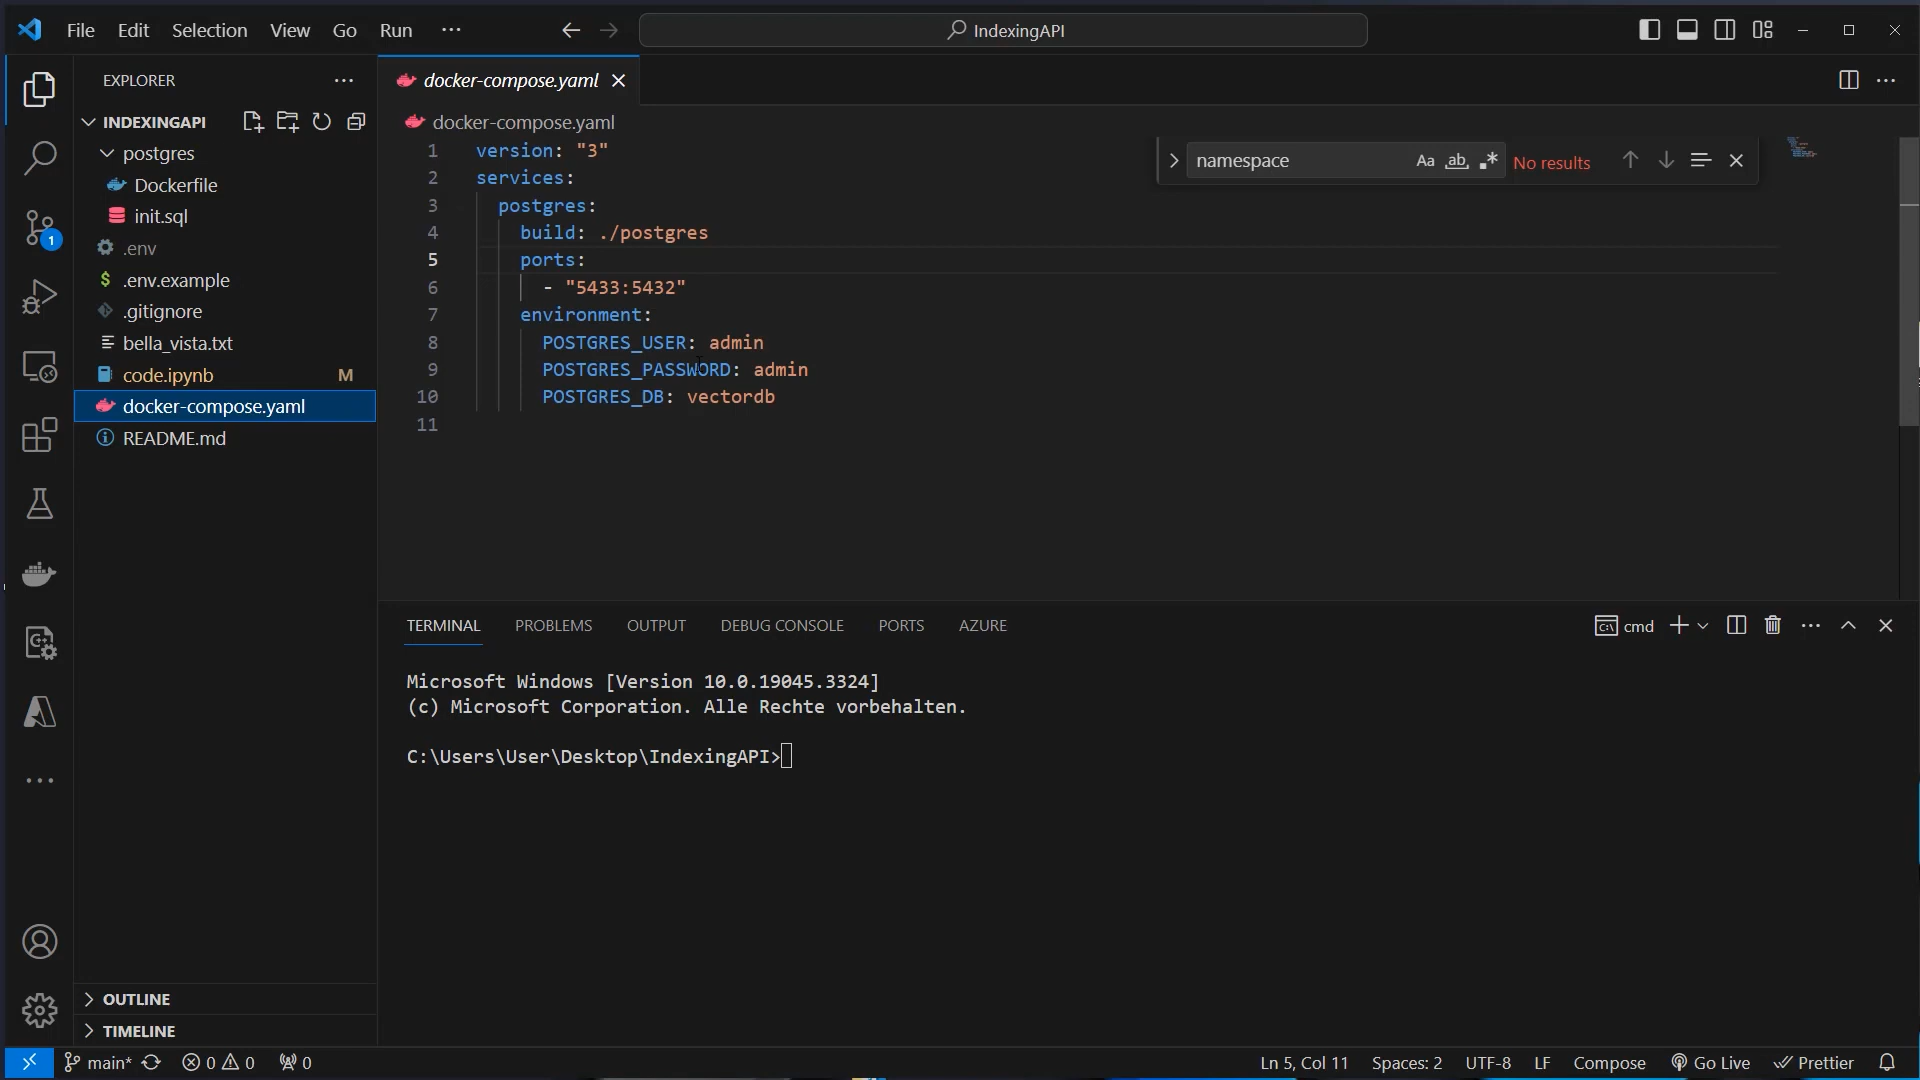 File Edit Selection View Go Run ··· IndexingAPI
EXPLORER ···
docker-compose.yaml
INDEXINGAPI
postgres
Dockerfile
init.sql
.env
$ .env.example
.gitignore
bella_vista.txt
code.ipynb M
docker-compose.yaml
README.md
OUTLINE
TIMELINE
1
docker-compose.yaml
1 version: "3"
2 services:
3 postgres:
4 build: ./postgres
5 ports:
6 - "5433:5432"
7 environment:
8 POSTGRES_USER: admin
9 POSTGRES_PASSWORD: admin
10 POSTGRES_DB: vectordb
11
namespace Aa ab .* No results
TERMINAL PROBLEMS OUTPUT DEBUG CONSOLE PORTS AZURE cmd
Microsoft Windows [Version 10.0.19045.3324]
(c) Microsoft Corporation. Alle Rechte vorbehalten.
C:\Users\User\Desktop\IndexingAPI>
main* 0 0 0 Ln 5, Col 11 Spaces: 2 UTF-8 LF Compose Go Live Prettier